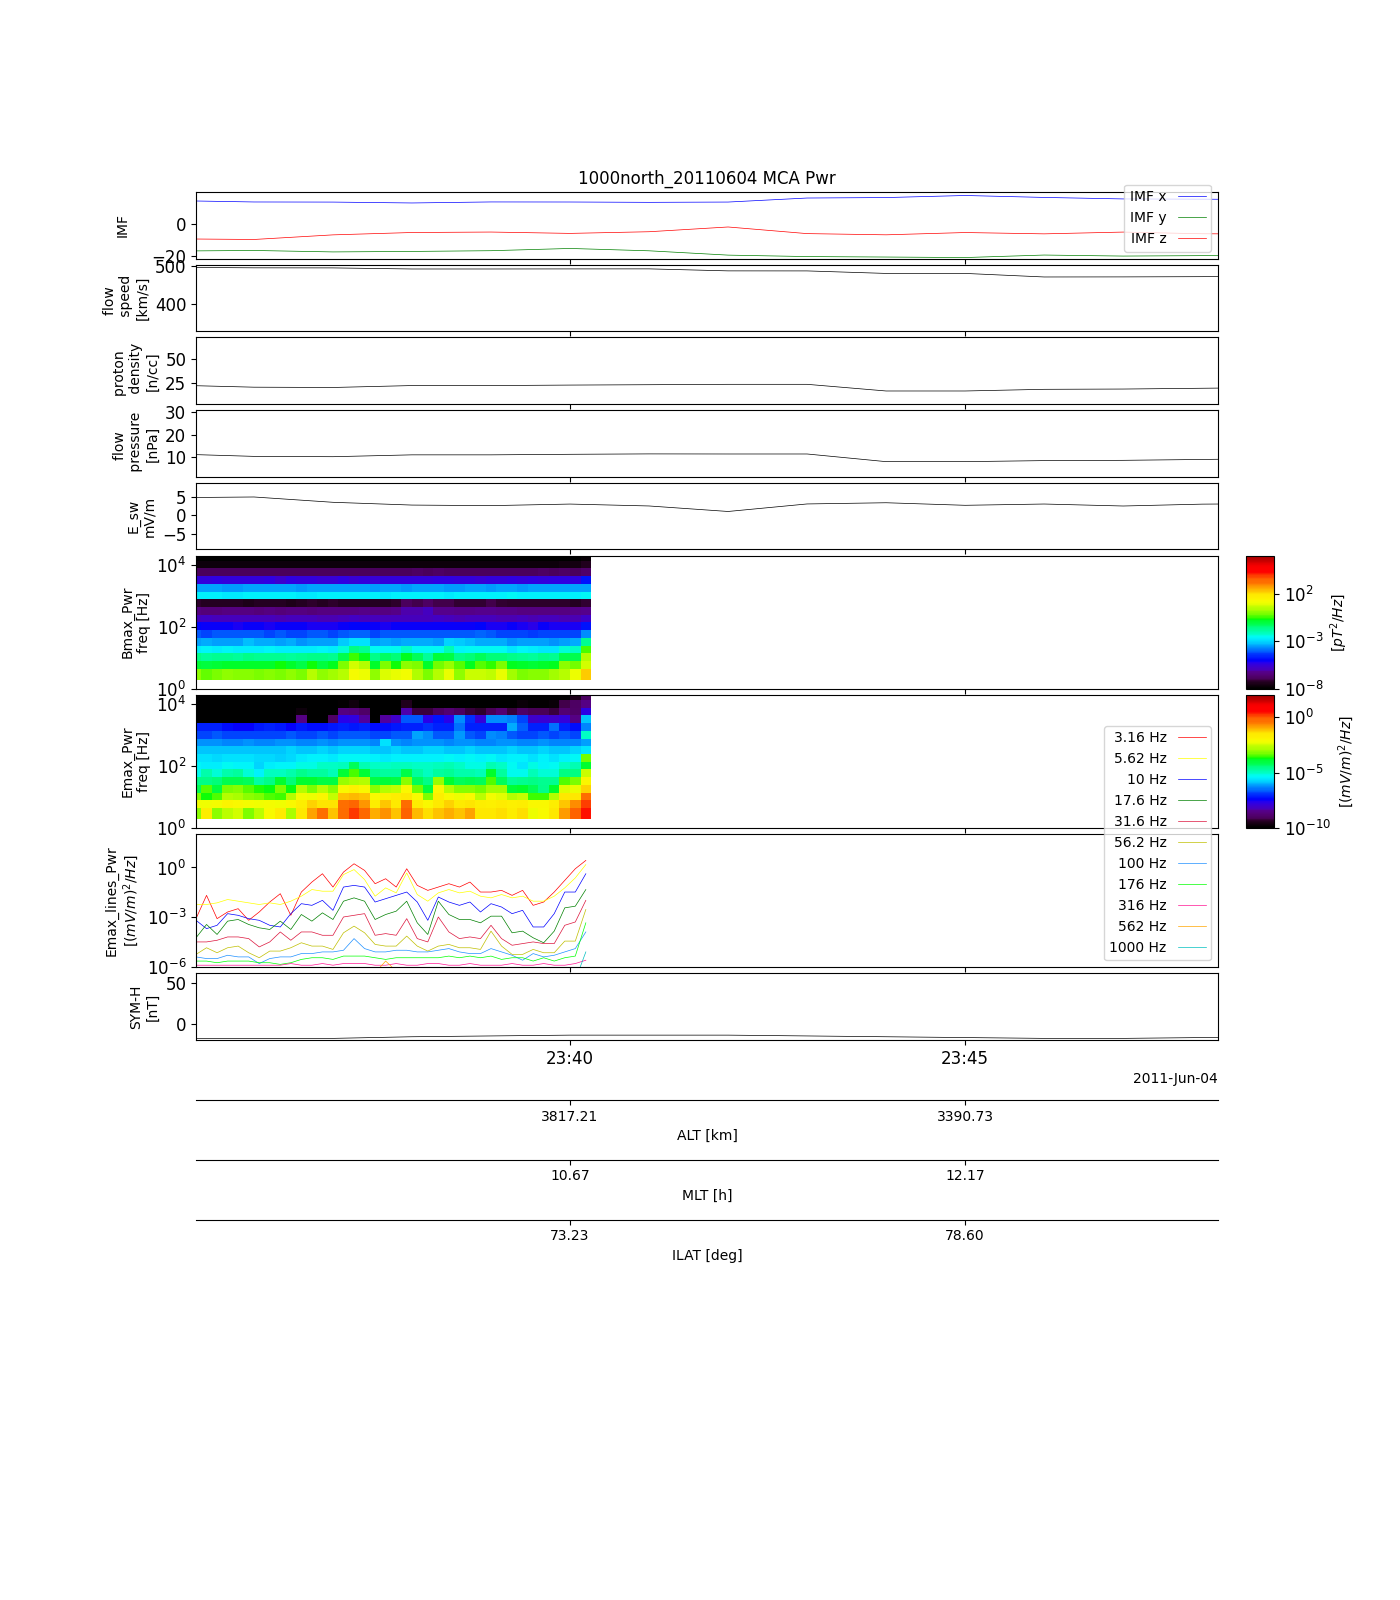 1000north_20110604 MCA Pwr
IMF
0
−20
IMF x
IMF y
IMF z
flow
speed
[km/s]
500
400
proton
density
[n/cc]
50
25
flow
pressure
[nPa]
30
20
10
E_sw
mV/m
5
0
−5
Bmax_Pwr
freq [Hz]
10^4
10^2
10^0
10^2
10^-3
10^-8
[pT^2/Hz]
Emax_Pwr
freq [Hz]
10^4
10^2
10^0
10^0
10^-5
10^-10
[(mV/m)^2/Hz]
3.16 Hz
5.62 Hz
10 Hz
17.6 Hz
31.6 Hz
56.2 Hz
100 Hz
176 Hz
316 Hz
562 Hz
1000 Hz
Emax_lines_Pwr
[(mV/m)^2/Hz]
10^0
10^-3
10^-6
SYM-H
[nT]
50
0
23:40 23:45
2011-Jun-04
3817.21 3390.73
ALT [km]
10.67 12.17
MLT [h]
73.23 78.60
ILAT [deg]